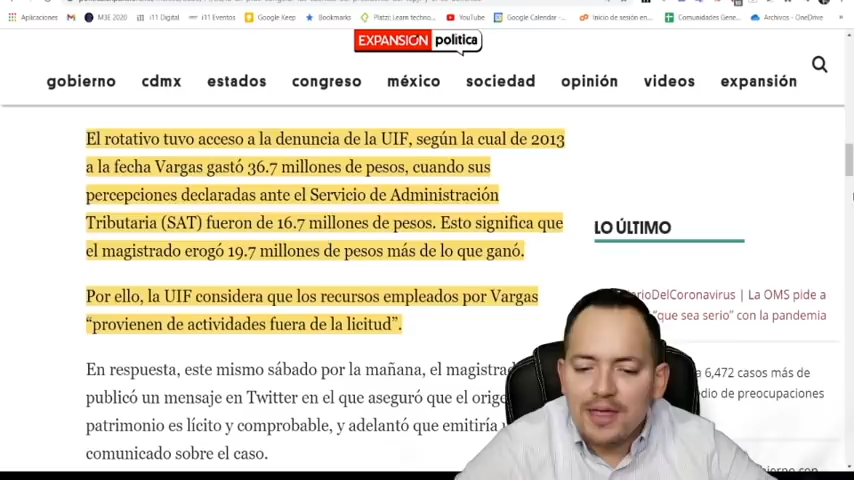 Aplicaciones M3E 2020 i11 Digital i11 Eventos Google Keep Bookmarks Platzi: Learn techno... YouTube Google Calendar -... Inicio de sesión en... Comunidades Gene... Archivos - OneDrive
EXPANSIÓN política
gobierno cdmx estados congreso méxico sociedad opinión videos expansión
El rotativo tuvo acceso a la denuncia de la UIF, según la cual de 2013
a la fecha Vargas gastó 36.7 millones de pesos, cuando sus
percepciones declaradas ante el Servicio de Administración
Tributaria (SAT) fueron de 16.7 millones de pesos. Esto significa que
el magistrado erogó 19.7 millones de pesos más de lo que ganó.
Por ello, la UIF considera que los recursos empleados por Vargas
“provienen de actividades fuera de la licitud”.
En respuesta, este mismo sábado por la mañana, el magistrad
publicó un mensaje en Twitter en el que aseguró que el orige
patrimonio es lícito y comprobable, y adelantó que emitiría
comunicado sobre el caso.
LO ÚLTIMO
rioDelCoronavirus | La OMS pide a
"que sea serio" con la pandemia
a 6,472 casos más de
edio de preocupaciones
ierno con